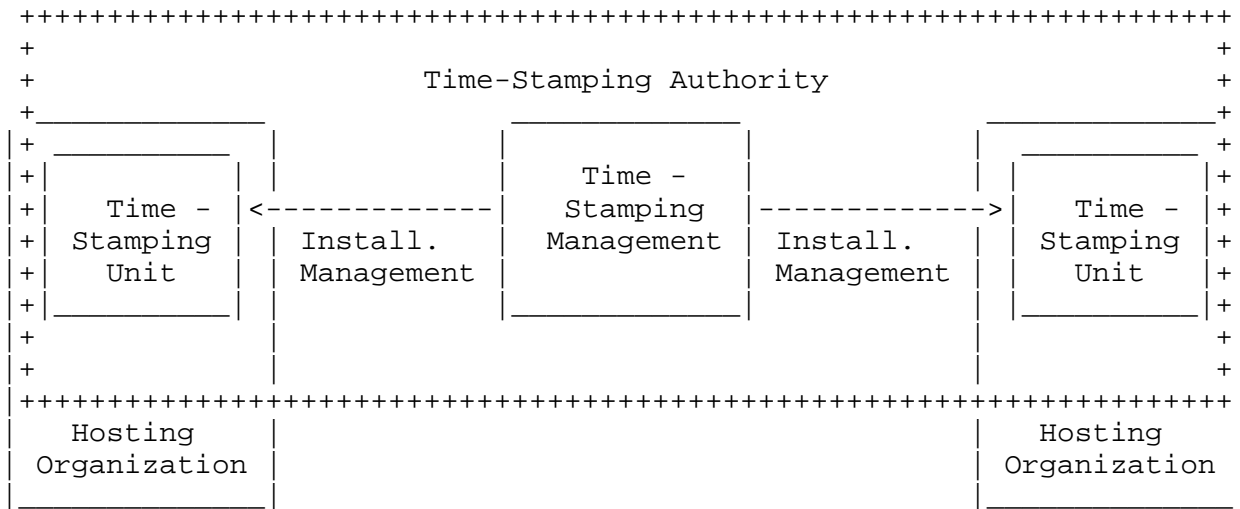 Time-Stamping Authority
Time -
Time - Stamping Time -
Stamping Install. Management Install. Stamping
Unit Management Management Unit
Hosting Hosting
Organization Organization